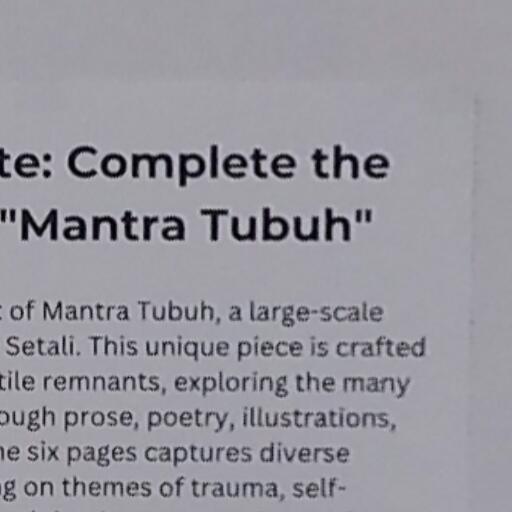 te: Complete the
"Mantra Tubuh"
of Mantra Tubuh, a large-scale
Setali. This unique piece is crafted
tile remnants, exploring the many
ough prose, poetry, illustrations,
he six pages captures diverse
g on themes of trauma, self-